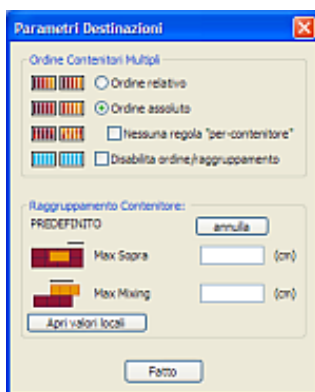 Parametri Destinazioni
Ordine Contenitori Multipli
Ordine relativo
Ordine assoluto
Nessuna regola "per-contenitore"
Disabilita ordine/raggruppamento
Raggruppamento Contenitore:
PREDEFINITO
annulla
Max Sopra (cm)
Max Mixing (cm)
Apri valori locali
Fatto